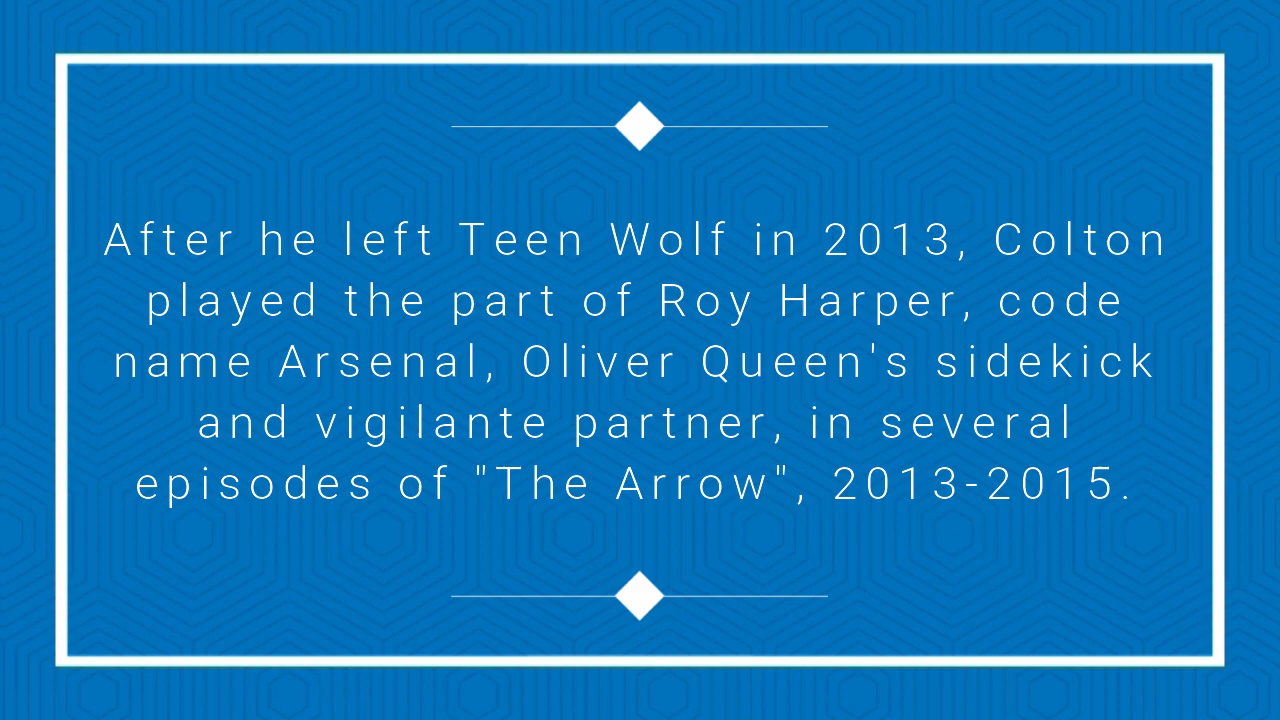 After he left Teen Wolf in 2013, Colton
played the part of Roy Harper, code
name Arsenal, Oliver Queen's sidekick
and vigilante partner, in several
episodes of "The Arrow", 2013-2015.